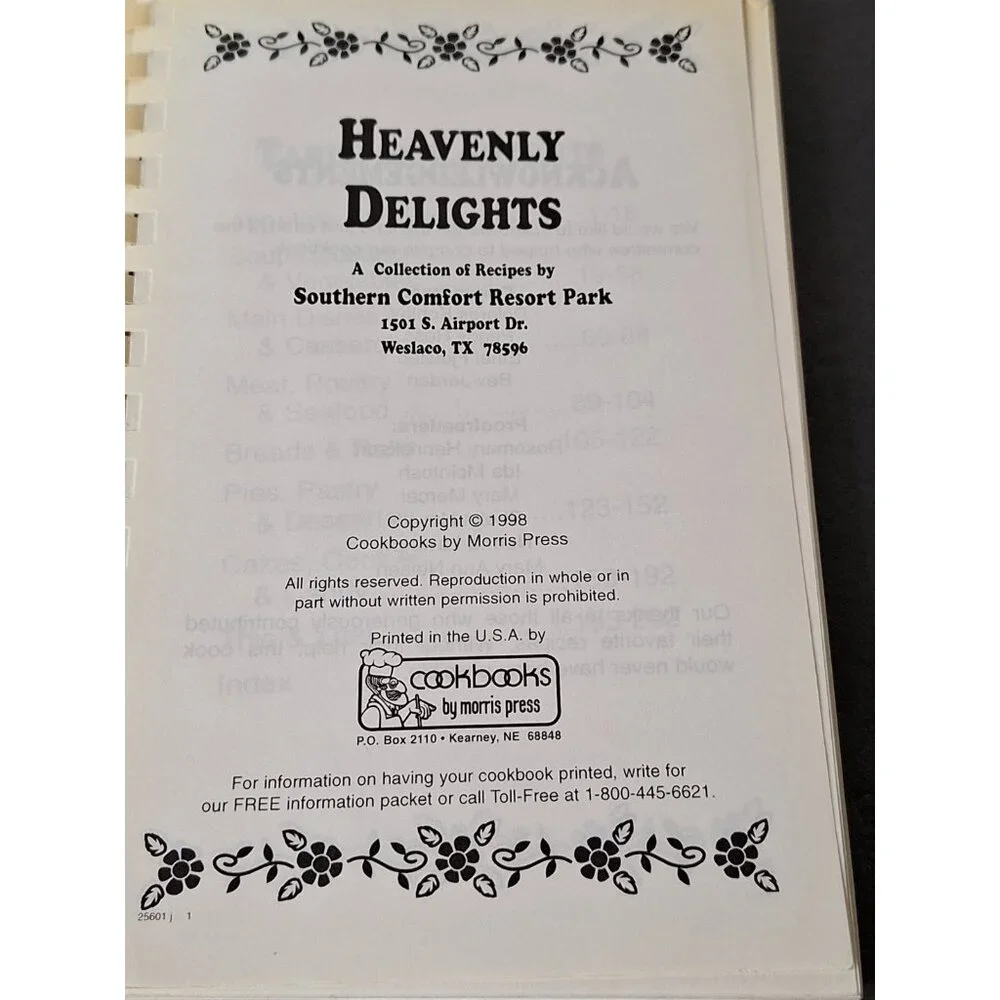 HEAVENLY
DELIGHTS
A Collection of Recipes by
Southern Comfort Resort Park
1501 S. Airport Dr.
Weslaco, TX 78596
Copyright © 1998
Cookbooks by Morris Press
All rights reserved. Reproduction in whole or in
part without written permission is prohibited.
Printed in the U.S.A. by
cookbooks
by morris press
P.O. Box 2110 • Kearney, NE 68848
For information on having your cookbook printed, write for
our FREE information packet or call Toll-Free at 1-800-445-6621.
25601 j 1